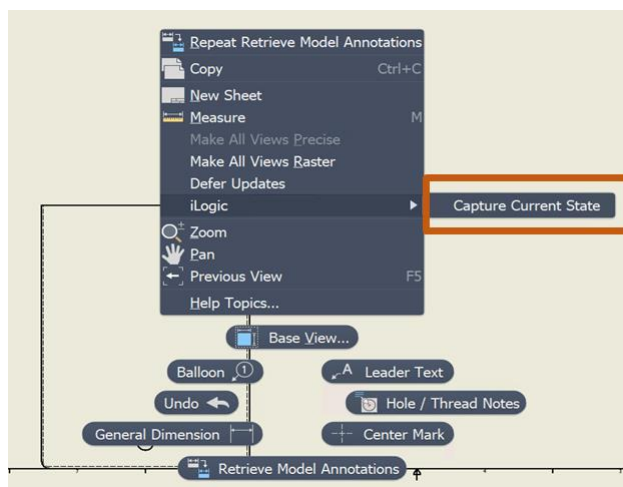 Repeat Retrieve Model Annotations
Copy Ctrl+C
New Sheet
Measure M
Make All Views Precise
Make All Views Raster
Defer Updates
iLogic Capture Current State
Zoom
Pan
Previous View F5
Help Topics...
Base View...
Balloon 1 A Leader Text
Undo Hole / Thread Notes
General Dimension Center Mark
Retrieve Model Annotations